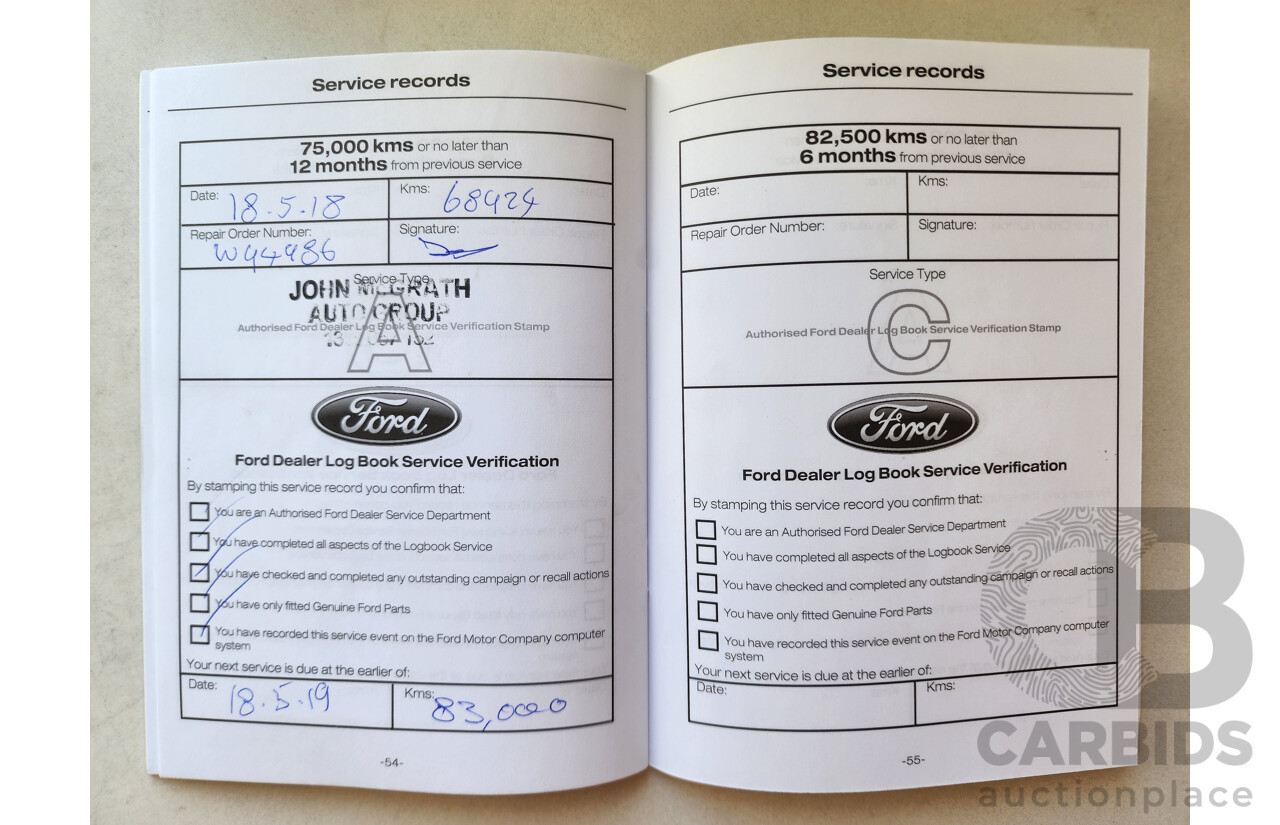 Service records
75,000 kms or no later than
12 months from previous service
Date: 18.5.18
Kms: 68424
Repair Order Number: W44486
Signature:
Service Type
JOHN McGRATH
AUTO GROUP
A
Authorised Ford Dealer Log Book Service Verification Stamp
Ford
Ford Dealer Log Book Service Verification
By stamping this service record you confirm that:
You are an Authorised Ford Dealer Service Department
You have completed all aspects of the Logbook Service
You have checked and completed any outstanding campaign or recall actions
You have only fitted Genuine Ford Parts
You have recorded this service event on the Ford Motor Company computer
system
Your next service is due at the earlier of:
Date: 18.5.19
Kms: 83,000
-54-
Service records
82,500 kms or no later than
6 months from previous service
Date:
Kms:
Repair Order Number:
Signature:
Service Type
C
Authorised Ford Dealer Log Book Service Verification Stamp
Ford
Ford Dealer Log Book Service Verification
By stamping this service record you confirm that:
You are an Authorised Ford Dealer Service Department
You have completed all aspects of the Logbook Service
You have checked and completed any outstanding campaign or recall actions
You have only fitted Genuine Ford Parts
You have recorded this service event on the Ford Motor Company computer
system
Your next service is due at the earlier of:
Date:
Kms:
-55-
CB
CARBIDS
auctionplace